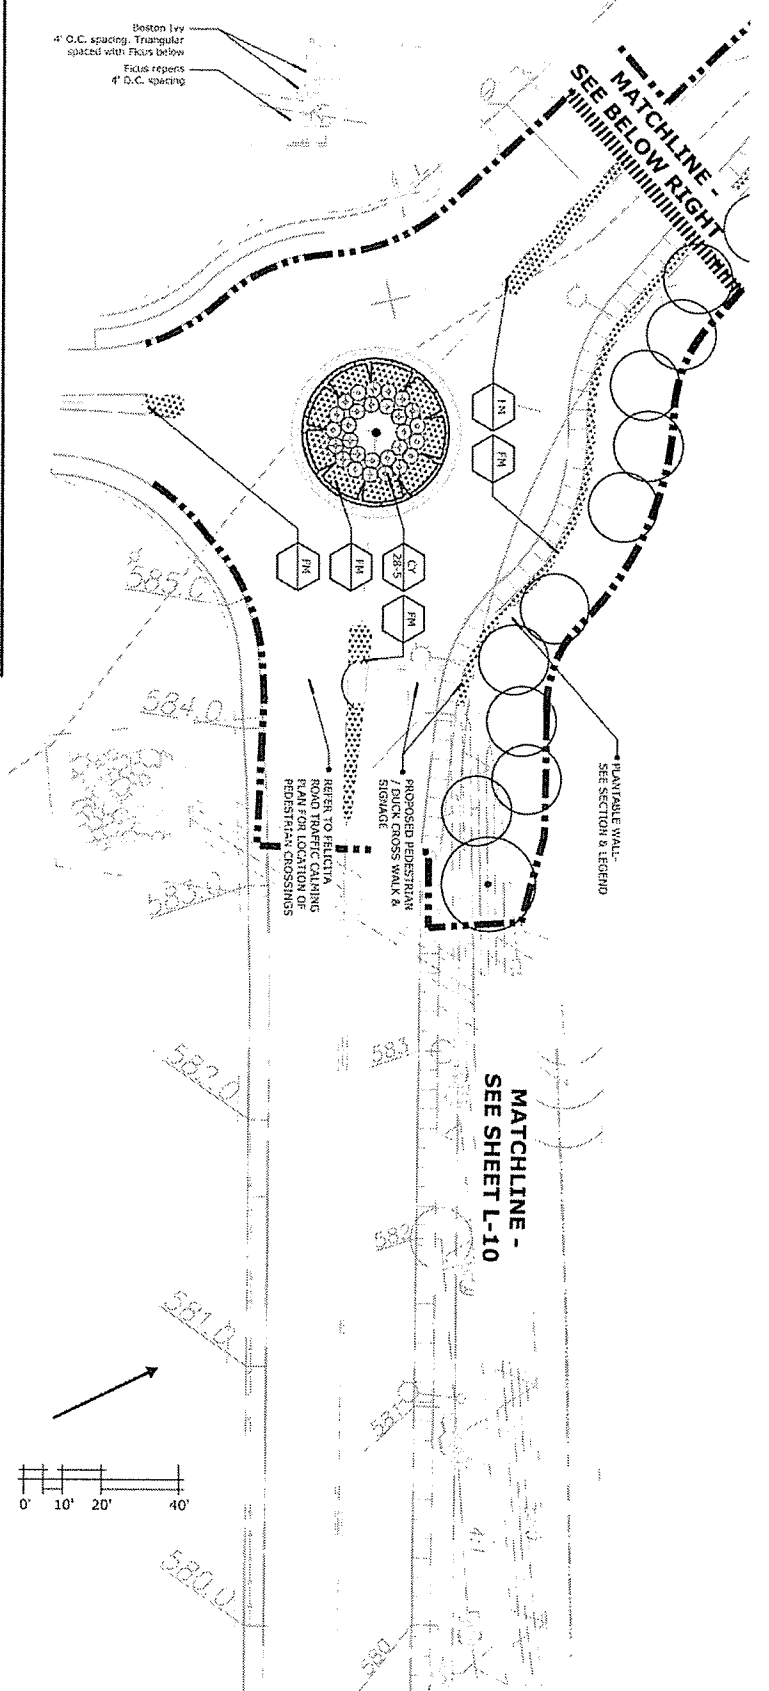 Boston Ivy
4' O.C. spacing. Triangular
spaced with Ficus below
Ficus repens
4' O.C. spacing
MATCHLINE -
SEE BELOW RIGHT
FM
FM
FM
FM
CY
28-5
FM
585.0
584.0
583.0
PLANTABLE WALL-
SEE SECTION & LEGEND
PROPOSED PEDESTRIAN
/ DUCK CROSS WALK &
SIGNAGE
REFER TO FELICITA
ROAD TRAFFIC CALMING
PLAN FOR LOCATION OF
PEDESTRIAN CROSSINGS
582.0
583
MATCHLINE -
SEE SHEET L-10
582
581.0
581
4:1
0' 10' 20' 40'
580.0
580